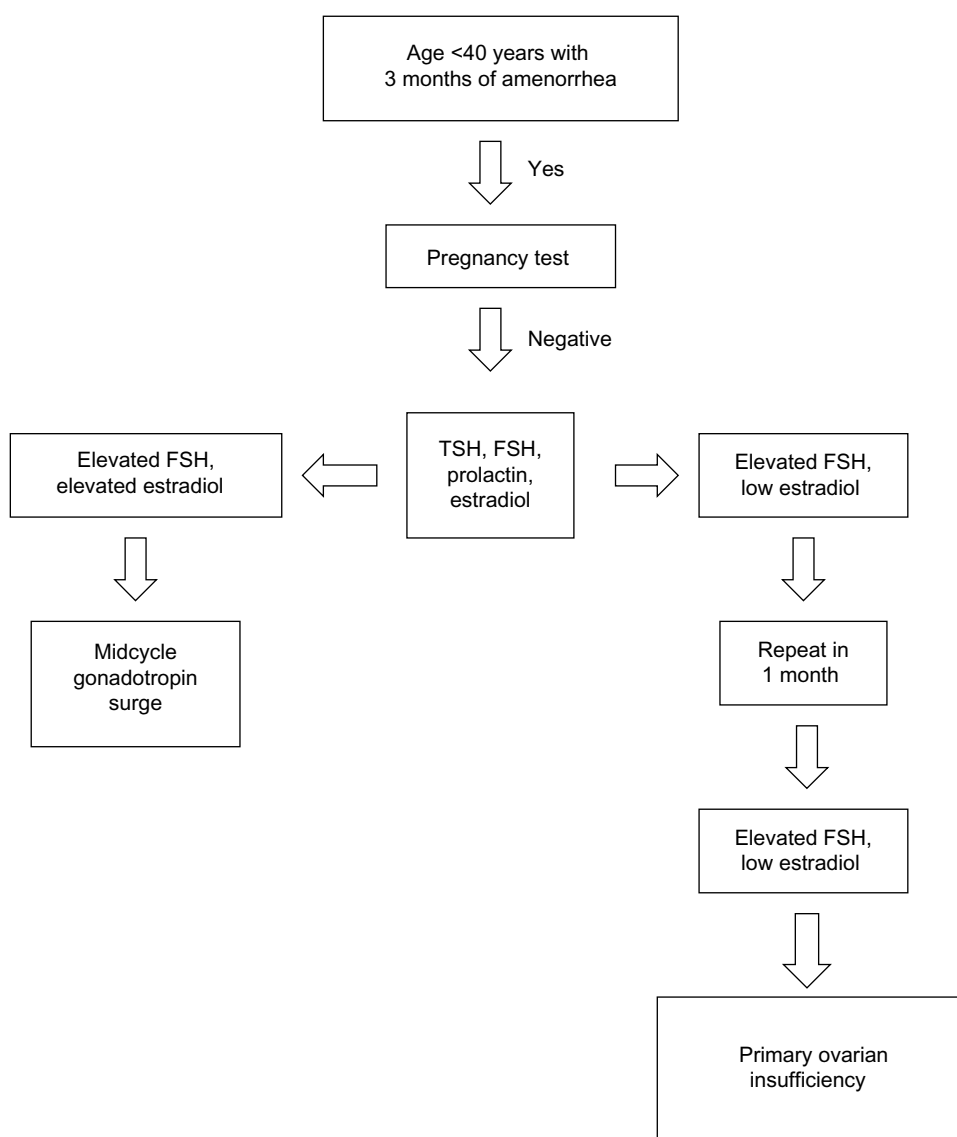 Age <40 years with
3 months of amenorrhea
Yes
Pregnancy test
Negative
Elevated FSH,
elevated estradiol
TSH, FSH,
prolactin,
estradiol
Elevated FSH,
low estradiol
Midcycle
gonadotropin
surge
Repeat in
1 month
Elevated FSH,
low estradiol
Primary ovarian
insufficiency